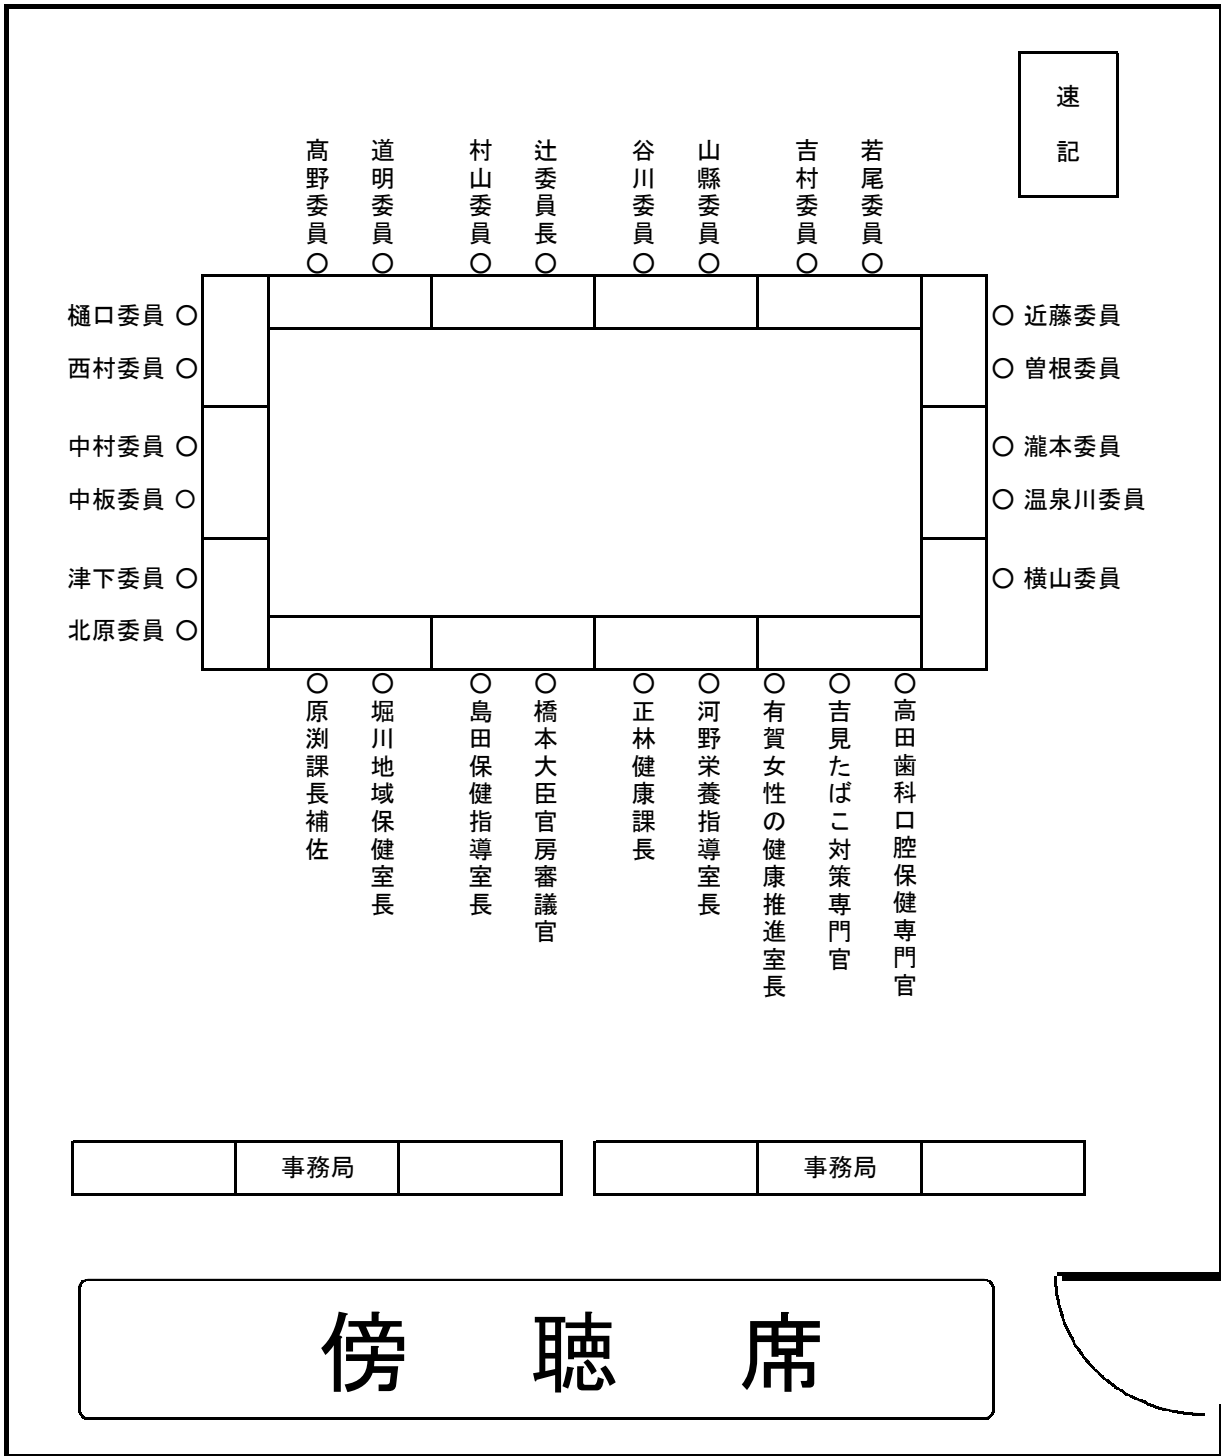 速記
髙野委員
道明委員
村山委員
辻委員長
谷川委員
山縣委員
吉村委員
若尾委員
樋口委員
西村委員
中村委員
中板委員
津下委員
北原委員
近藤委員
曽根委員
瀧本委員
温泉川委員
横山委員
原渕課長補佐
堀川地域保健室長
島田保健指導室長
橋本大臣官房審議官
正林健康課長
河野栄養指導室長
有賀女性の健康推進室長
吉見たばこ対策専門官
高田歯科口腔保健専門官
事務局
事務局
傍聴席